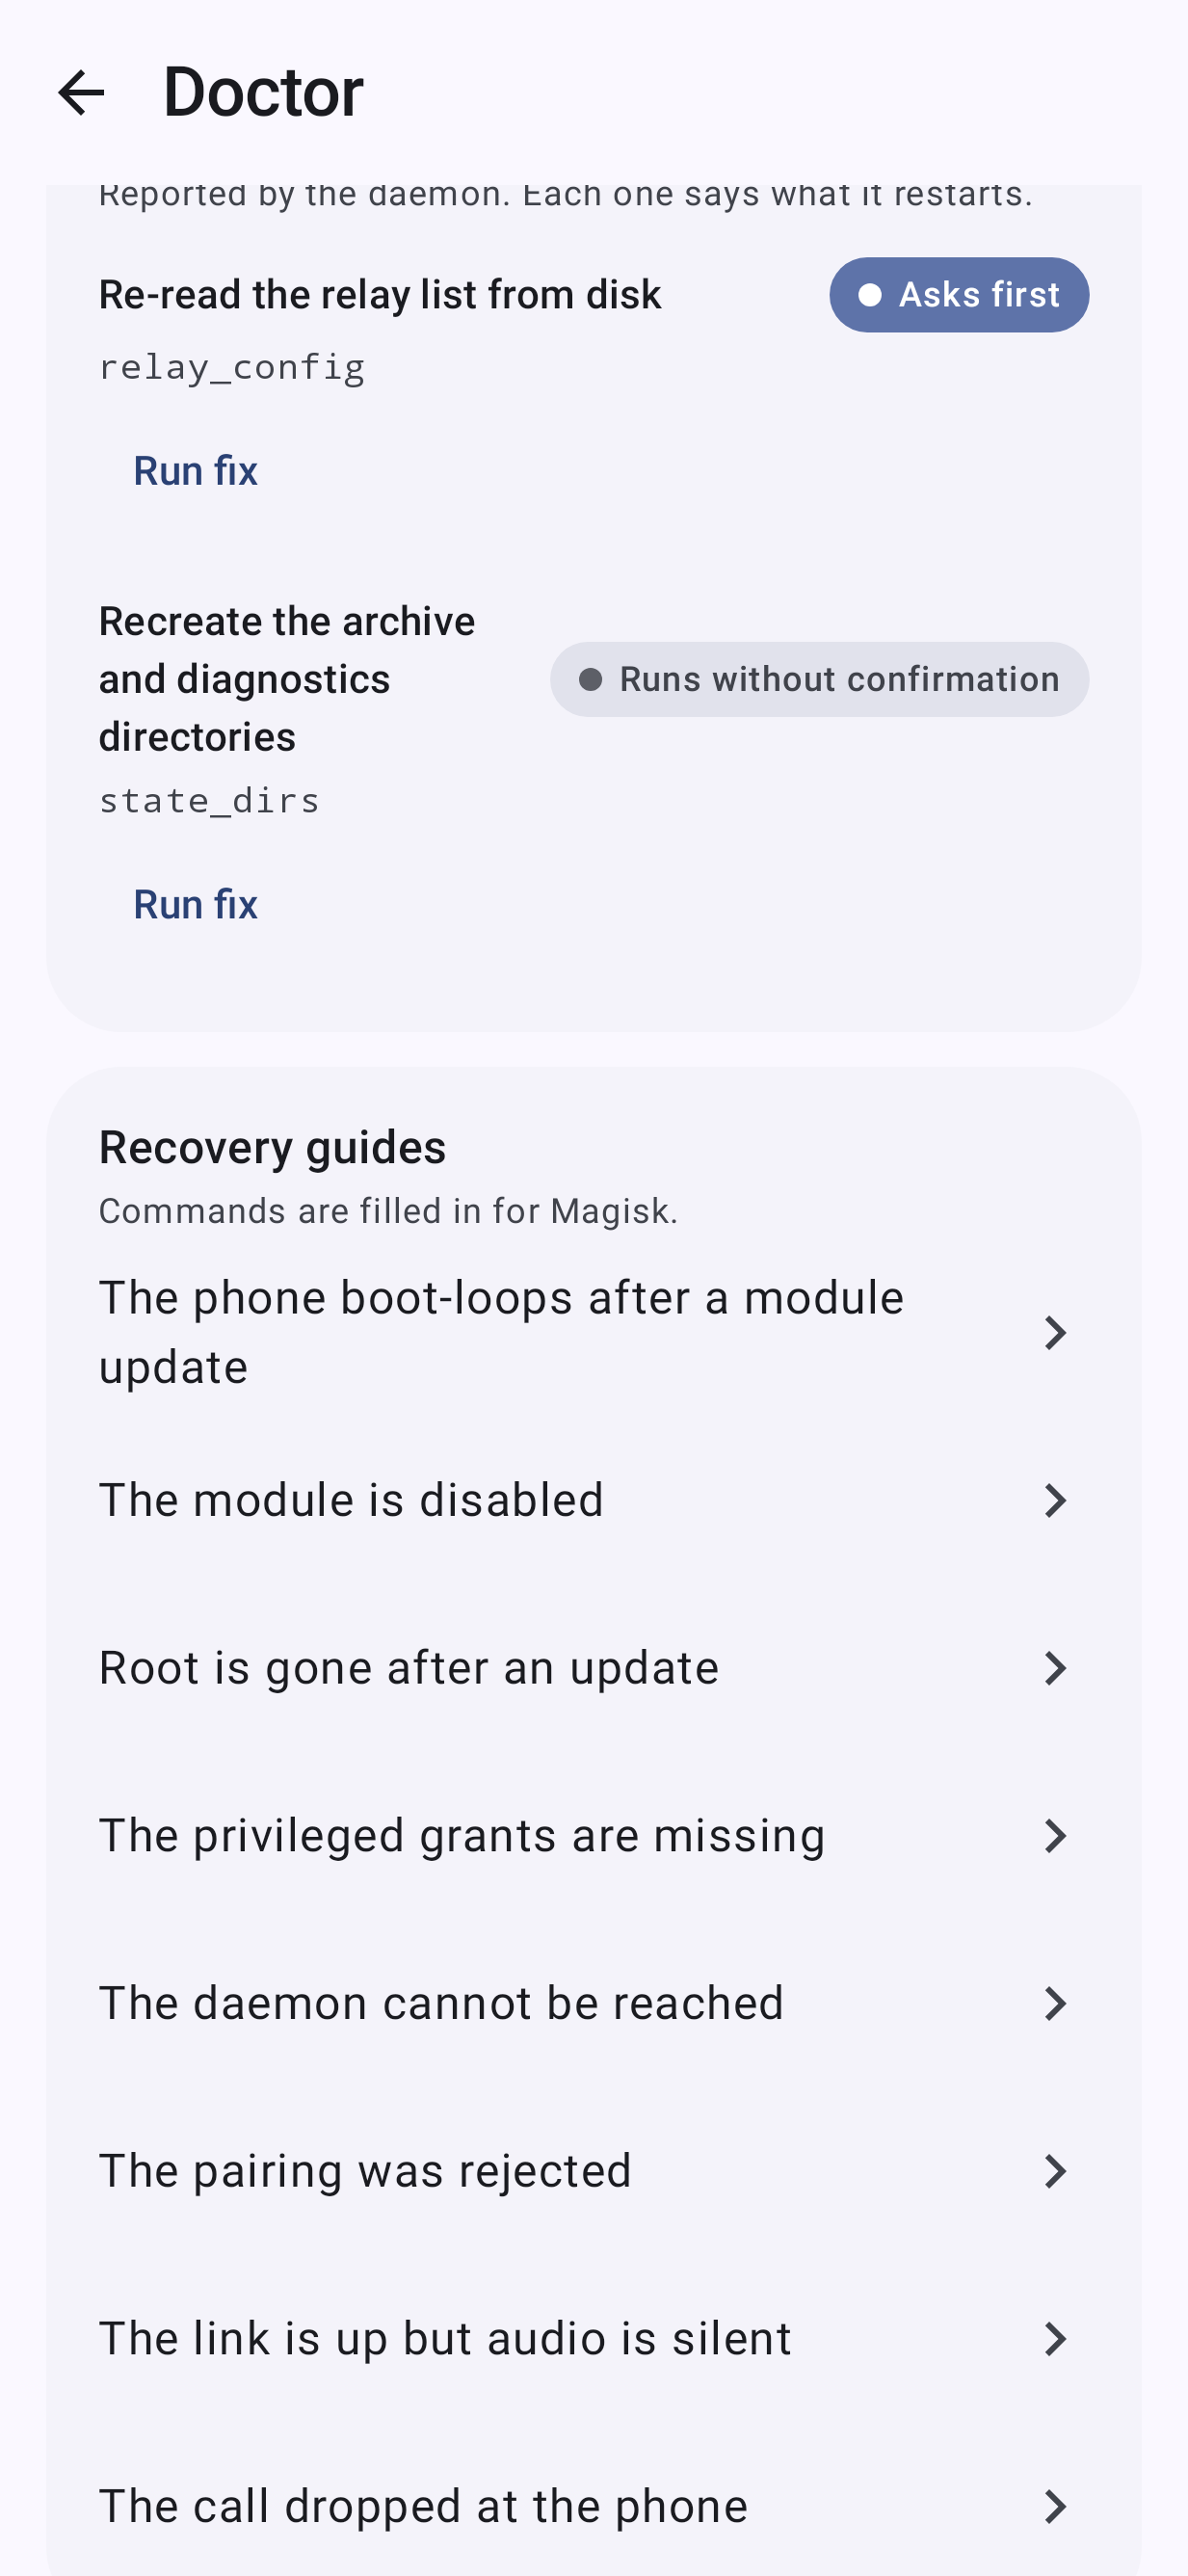 Doctor
Reported by the daemon. Each one says what it restarts.
Re-read the relay list from disk
Asks first
relay_config
Run fix
Recreate the archive
and diagnostics
directories
Runs without confirmation
state_dirs
Run fix
Recovery guides
Commands are filled in for Magisk.
The phone boot-loops after a module
update
The module is disabled
Root is gone after an update
The privileged grants are missing
The daemon cannot be reached
The pairing was rejected
The link is up but audio is silent
The call dropped at the phone